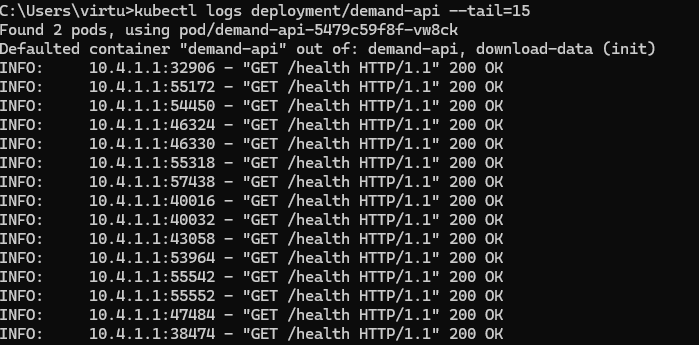 C:\Users\virtu>kubectl logs deployment/demand-api --tail=15
Found 2 pods, using pod/demand-api-5479c59f8f-vw8ck
Defaulted container "demand-api" out of: demand-api, download-data (init)
INFO:     10.4.1.1:32906 - "GET /health HTTP/1.1" 200 OK
INFO:     10.4.1.1:55172 - "GET /health HTTP/1.1" 200 OK
INFO:     10.4.1.1:54450 - "GET /health HTTP/1.1" 200 OK
INFO:     10.4.1.1:46324 - "GET /health HTTP/1.1" 200 OK
INFO:     10.4.1.1:46330 - "GET /health HTTP/1.1" 200 OK
INFO:     10.4.1.1:55318 - "GET /health HTTP/1.1" 200 OK
INFO:     10.4.1.1:57438 - "GET /health HTTP/1.1" 200 OK
INFO:     10.4.1.1:40016 - "GET /health HTTP/1.1" 200 OK
INFO:     10.4.1.1:40032 - "GET /health HTTP/1.1" 200 OK
INFO:     10.4.1.1:43058 - "GET /health HTTP/1.1" 200 OK
INFO:     10.4.1.1:53964 - "GET /health HTTP/1.1" 200 OK
INFO:     10.4.1.1:55542 - "GET /health HTTP/1.1" 200 OK
INFO:     10.4.1.1:55552 - "GET /health HTTP/1.1" 200 OK
INFO:     10.4.1.1:47484 - "GET /health HTTP/1.1" 200 OK
INFO:     10.4.1.1:38474 - "GET /health HTTP/1.1" 200 OK